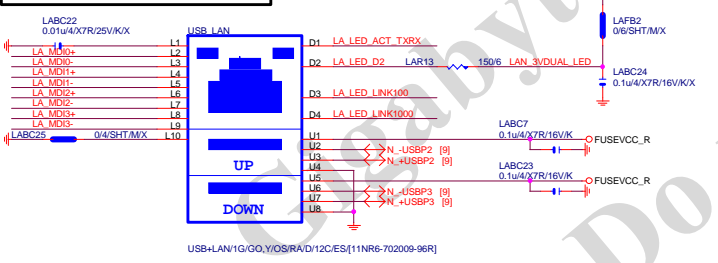 LABC22
0.01u/4/X7R/25V/K/X
USB_LAN
LAFB2
0/6/SHT/M/X
L1
D1 LA_LED_ACT_TXRX
LA_MDI0+ L2
LA_MDI0- L3
D2 LA_LED_D2 LAR13 150/6 LAN_3VDUAL_LED
LA_MDI1+ L4
LA_MDI1- L5
LABC24
0.1u/4/X7R/16V/K/X
LA_MDI2+ L6
D3 LA_LED_LINK100
LA_MDI2- L7
LA_MDI3+ L8
D4 LA_LED_LINK1000
LA_MDI3- L9
LABC25 0/4/SHT/M/X L10
LABC7
0.1u/4/X7R/16V/K
U1 FUSEVCC_R
U2 N_-USBP2 [9]
U3 N_+USBP2 [9]
UP
U4
LABC23
0.1u/4/X7R/16V/K
U5 FUSEVCC_R
U6 N_-USBP3 [9]
U7 N_+USBP3 [9]
DOWN
U8
USB+LAN/1G/GO,Y/OS/RA/D/12C/ES/[11NR6-702009-96R]
Gigabyt
Do